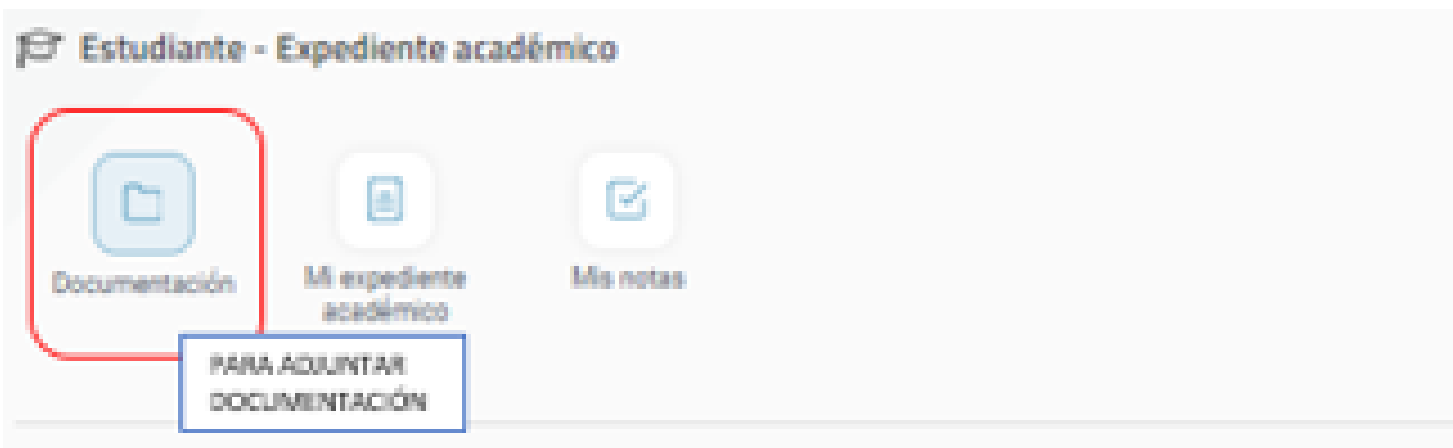 Estudiante - Expediente académico
Documentación
Mi expediente
académico
Mis notas
PARA ADJUNTAR
DOCUMENTACIÓN